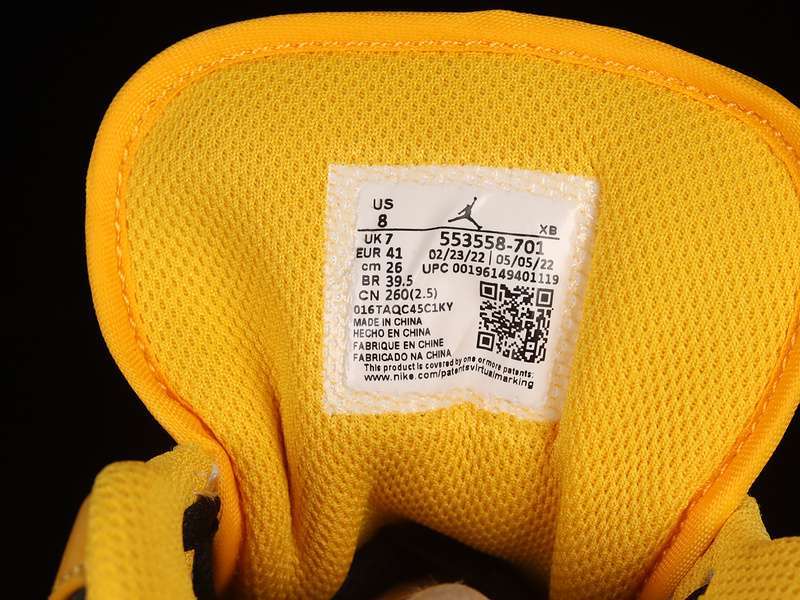 US
8
XB
UK 7
553558-701
EUR 41
02/23/22 | 05/05/22
cm 26
UPC 00196149401119
BR 39.5
CN 260(2.5)
016TAQC45C1KY
MADE IN CHINA
HECHO EN CHINA
FABRIQUE EN CHINE
FABRICADO NA CHINA
This product is covered by one or more patents:
www.nike.com/patentsvirtualmarking